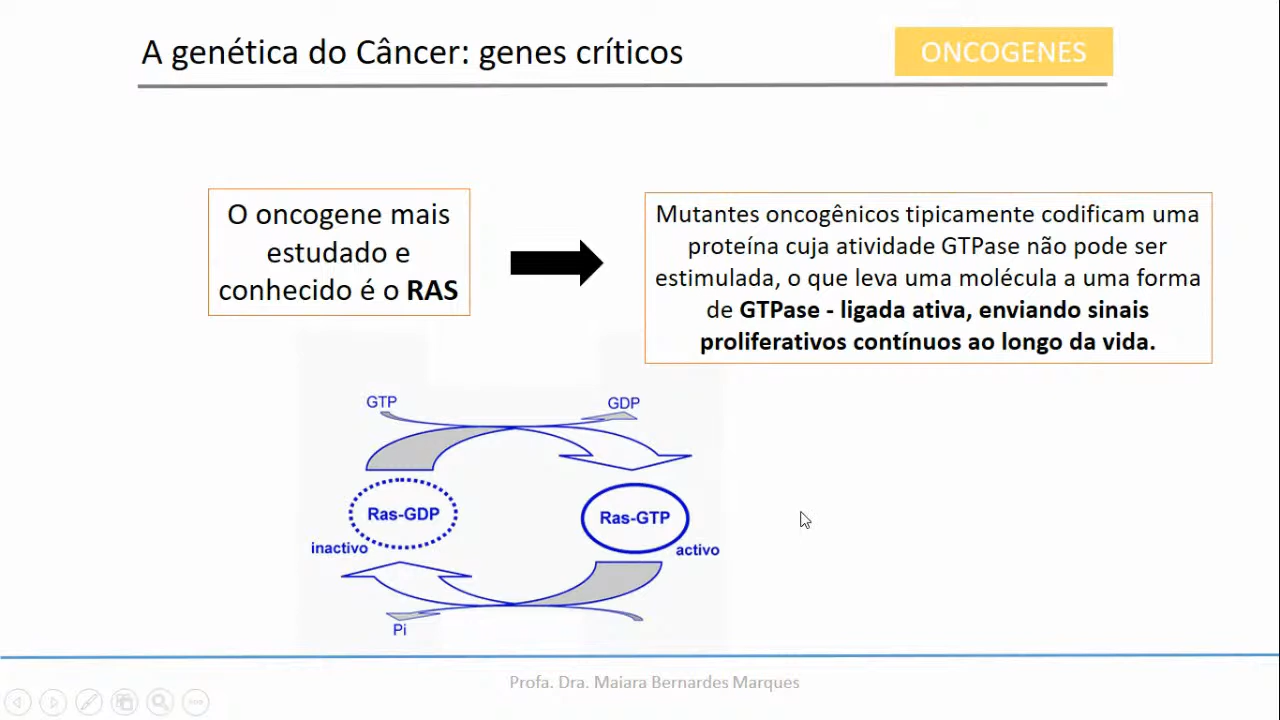 A genética do Câncer: genes críticos
ONCOGENES
O oncogene mais
estudado e
conhecido é o RAS
Mutantes oncogênicos tipicamente codificam uma
proteína cuja atividade GTPase não pode ser
estimulada, o que leva uma molécula a uma forma
de GTPase - ligada ativa, enviando sinais
proliferativos contínuos ao longo da vida.
GTP
GDP
Ras-GDP
Ras-GTP
inactivo
activo
Pi
Profa. Dra. Maiara Bernardes Marques